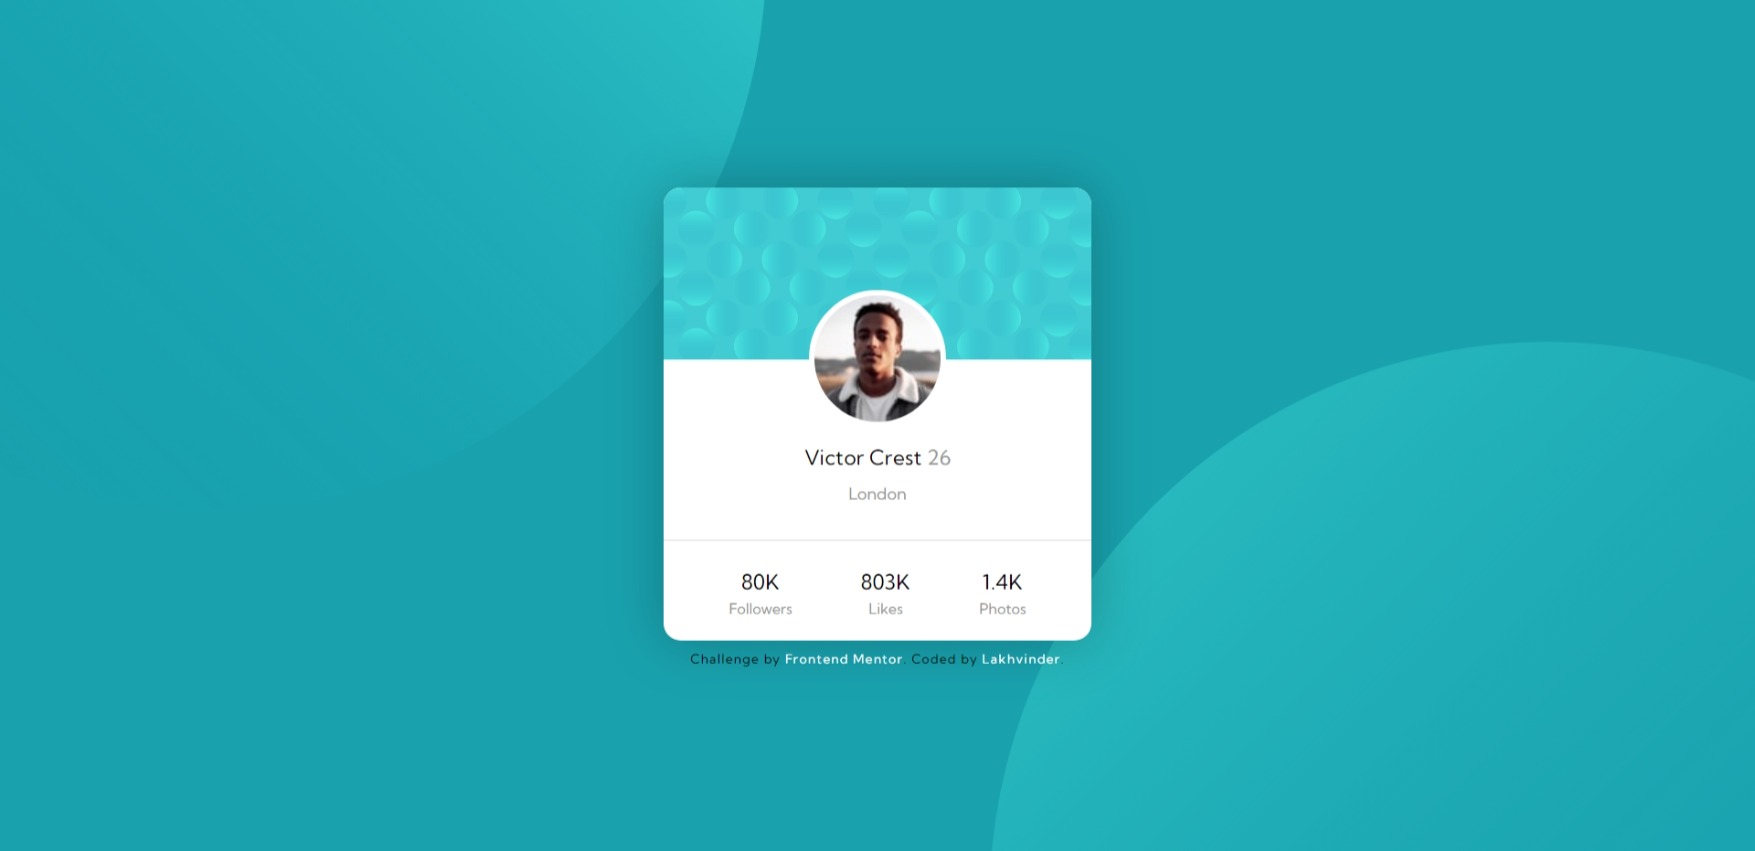 Victor Crest 26
London
80K 803K 1.4K
Followers Likes Photos
Challenge by Frontend Mentor. Coded by Lakhvinder.